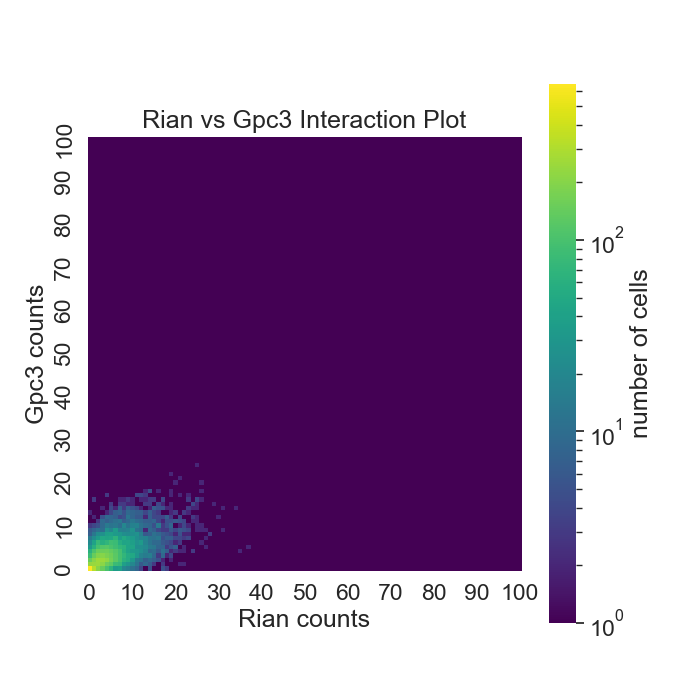 Rian vs Gpc3 Interaction Plot
Gpc3 counts
100
90
80
70
60
50
40
30
20
10
0
0 10 20 30 40 50 60 70 80 90 100
Rian counts
10²
10¹
10⁰
number of cells